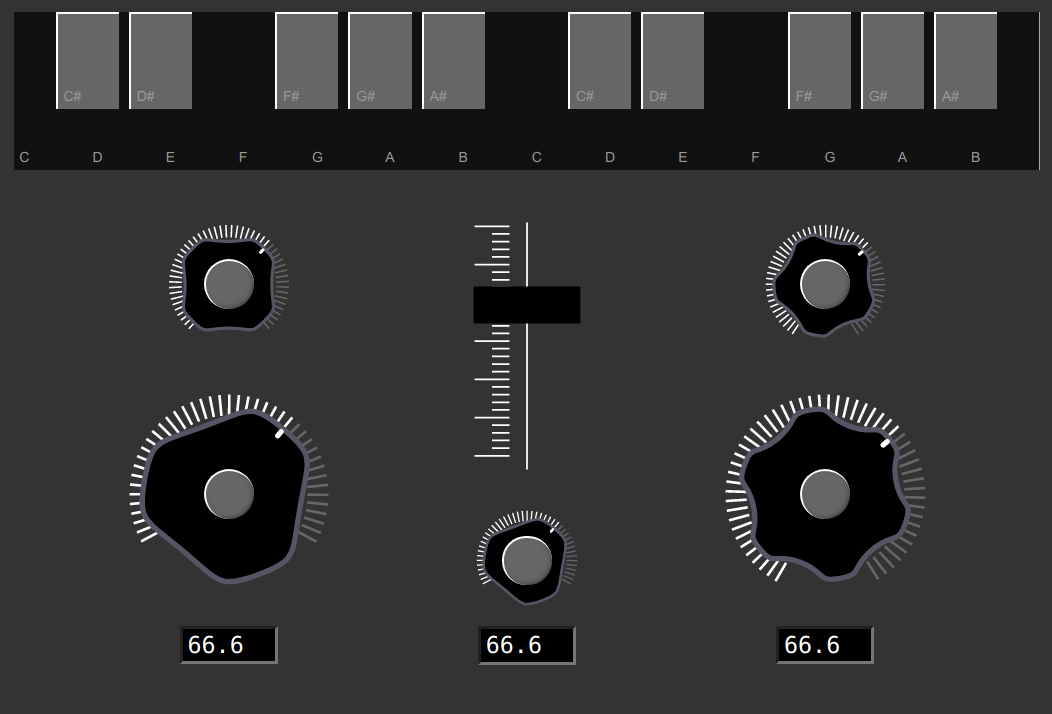 C# D# F# G# A# C# D# F# G# A#
C D E F G A B C D E F G A B
66.6 66.6 66.6